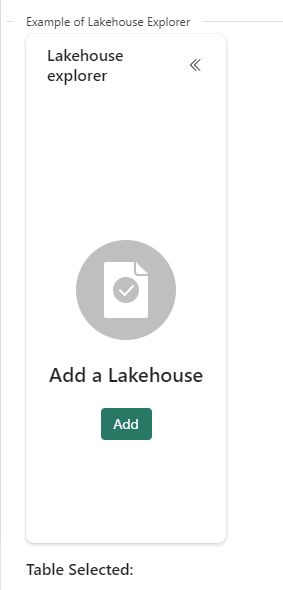 Example of Lakehouse Explorer
Lakehouse
explorer
Add a Lakehouse
Add
Table Selected: